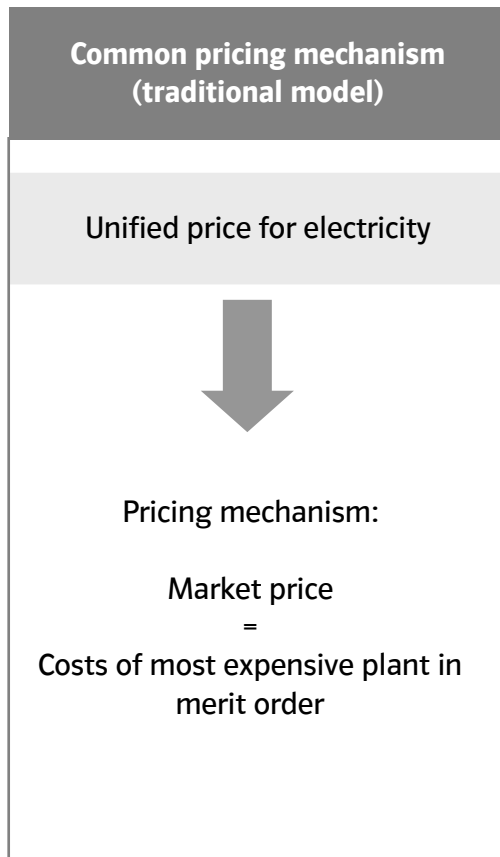 Common pricing mechanism
(traditional model)
Unified price for electricity
Pricing mechanism:
Market price
=
Costs of most expensive plant in
merit order